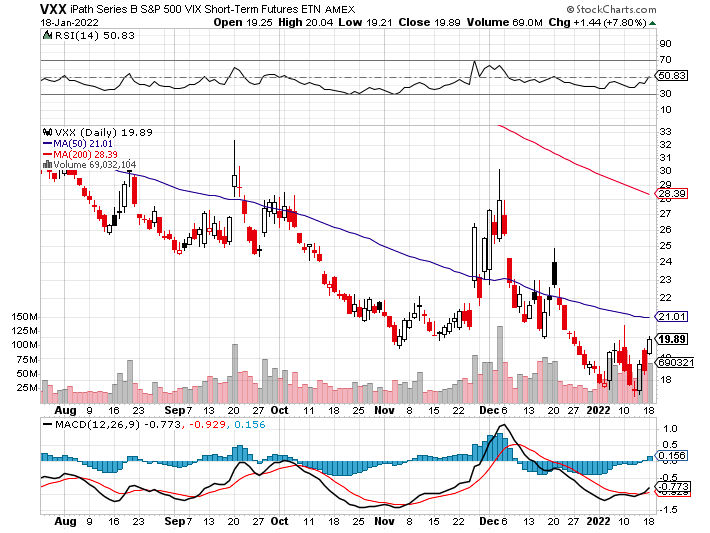 VXX iPath Series B S&P 500 VIX Short-Term Futures ETN AMEX © StockCharts.com
18-Jan-2022 Open 19.25 High 20.04 Low 19.21 Close 19.89 Volume 69.0M Chg +1.44 (+7.80%)
RSI(14) 50.83
90
70
50.83
30
10
VXX (Daily) 19.89
MA(50) 21.01
MA(200) 28.39
Volume 69,032,104
33
32
31
30
29
28.39
27
26
25
24
23
22
21.01
19.89
690321
18
150M
125M
100M
75M
50M
25M
Aug 9 16 23 Sep 7 13 20 27 Oct 11 18 25 Nov 8 15 22 Dec 6 13 20 27 2022 10 18
MACD(12,26,9) -0.773, -0.929, 0.156
1.0
0.5
0.156
-0.773
-1.5
Aug 9 16 23 Sep 7 13 20 27 Oct 11 18 25 Nov 8 15 22 Dec 6 13 20 27 2022 10 18